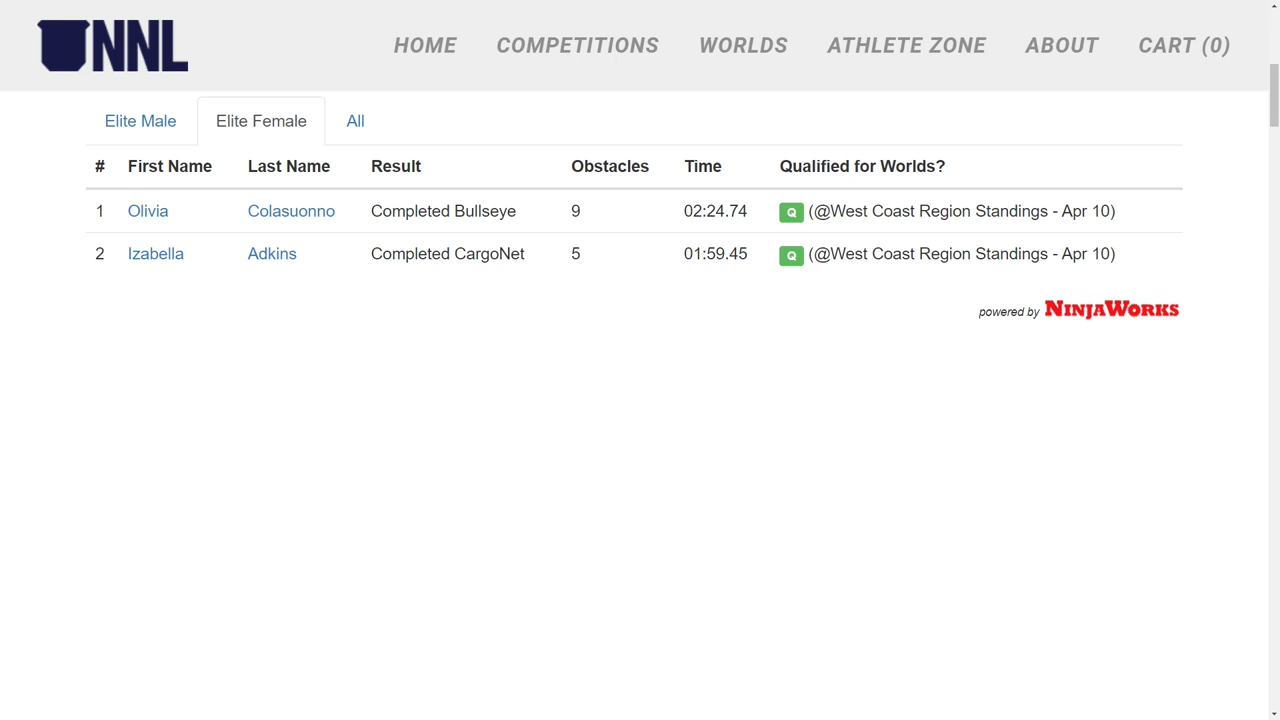 NNL HOME COMPETITIONS WORLDS ATHLETE ZONE ABOUT CART (0)
Elite Male Elite Female All
# First Name Last Name Result Obstacles Time Qualified for Worlds?
1 Olivia Colasuonno Completed Bullseye 9 02:24.74 Q (@West Coast Region Standings - Apr 10)
2 Izabella Adkins Completed CargoNet 5 01:59.45 Q (@West Coast Region Standings - Apr 10)
powered by NINJAWORKS